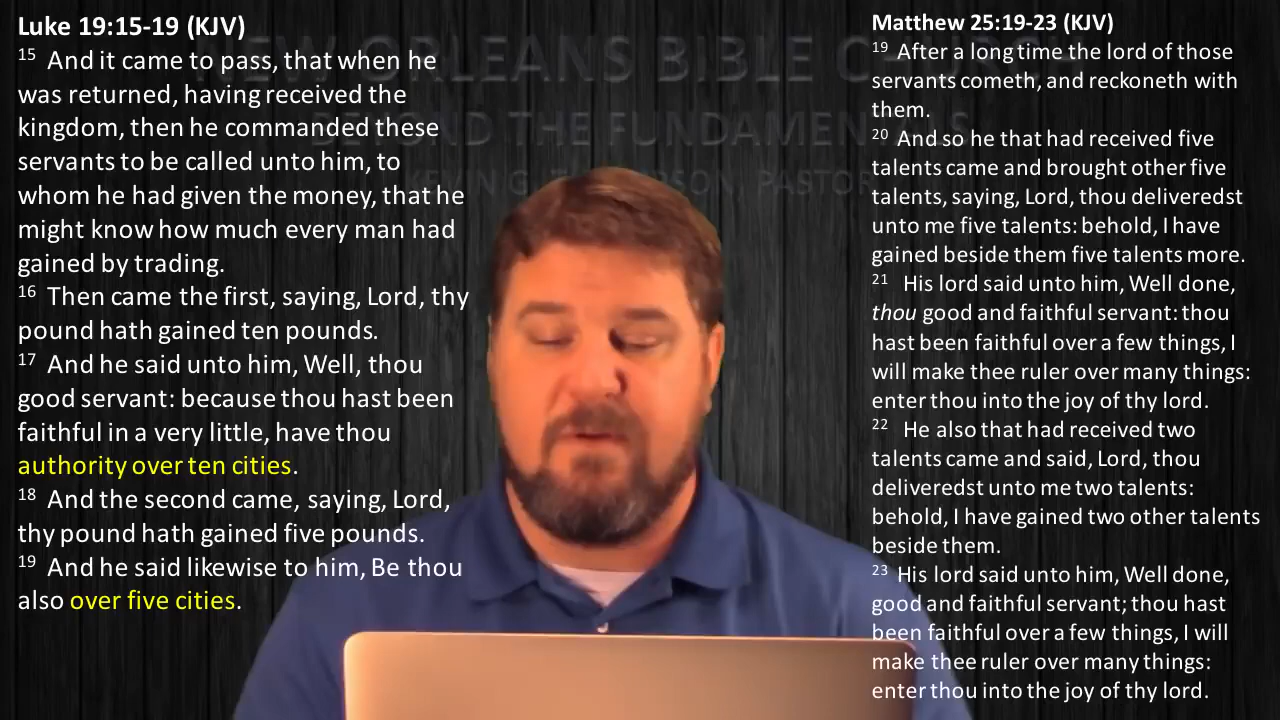 Luke 19:15-19 (KJV)
15 And it came to pass, that when he
was returned, having received the
kingdom, then he commanded these
servants to be called unto him, to
whom he had given the money, that he
might know how much every man had
gained by trading.
16 Then came the first, saying, Lord, thy
pound hath gained ten pounds.
17 And he said unto him, Well, thou
good servant: because thou hast been
faithful in a very little, have thou
authority over ten cities.
18 And the second came, saying, Lord,
thy pound hath gained five pounds.
19 And he said likewise to him, Be thou
also over five cities.
Matthew 25:19-23 (KJV)
19 After a long time the lord of those
servants cometh, and reckoneth with
them.
20 And so he that had received five
talents came and brought other five
talents, saying, Lord, thou deliveredst
unto me five talents: behold, I have
gained beside them five talents more.
21 His lord said unto him, Well done,
thou good and faithful servant: thou
hast been faithful over a few things, I
will make thee ruler over many things:
enter thou into the joy of thy lord.
22 He also that had received two
talents came and said, Lord, thou
deliveredst unto me two talents:
behold, I have gained two other talents
beside them.
23 His lord said unto him, Well done,
good and faithful servant; thou hast
been faithful over a few things, I will
make thee ruler over many things:
enter thou into the joy of thy lord.
NEW ORLEANS BIBLE
BEYOND THE FUNDAMEN
PASTOR